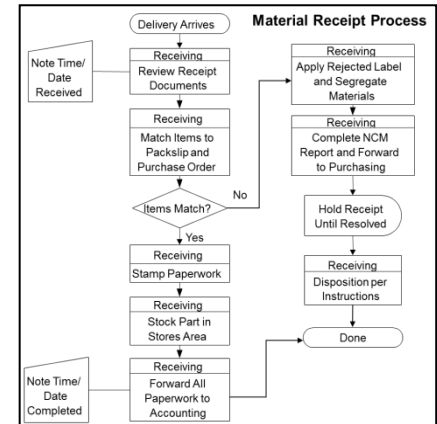 Material Receipt Process
Delivery Arrives
Receiving
Review Receipt
Documents
Note Time/
Date
Received
Receiving
Match Items to
Packslip and
Purchase Order
Items Match?
No
Yes
Receiving
Stamp Paperwork
Receiving
Stock Part in
Stores Area
Receiving
Forward All
Paperwork to
Accounting
Note Time/
Date
Completed
Receiving
Apply Rejected Label
and Segregate
Materials
Receiving
Complete NCM
Report and Forward
to Purchasing
Hold Receipt
Until Resolved
Receiving
Disposition per
Instructions
Done